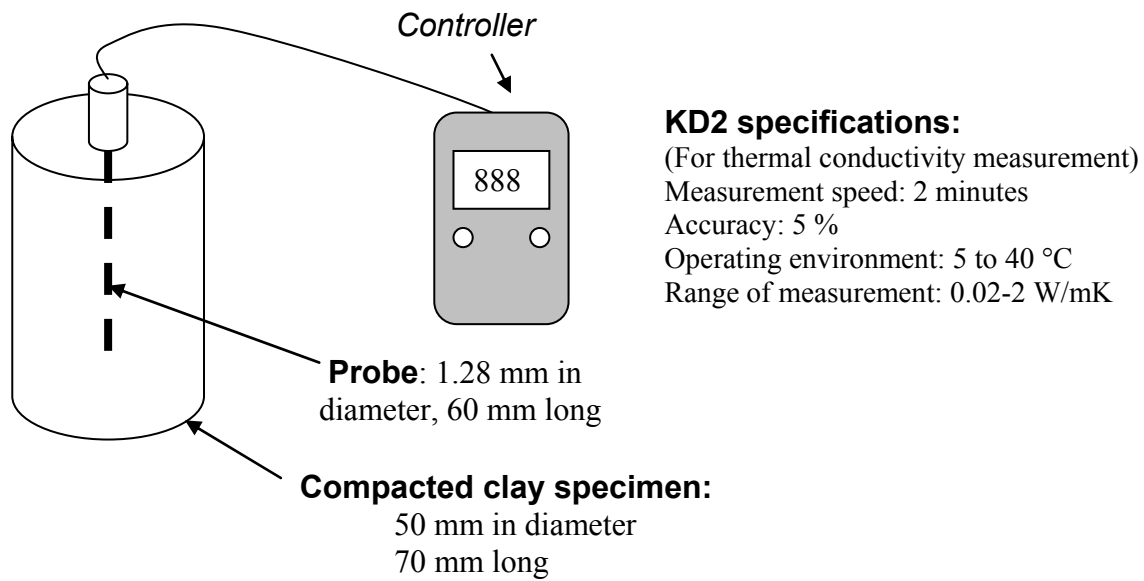 Controller
888
KD2 specifications:
(For thermal conductivity measurement)
Measurement speed: 2 minutes
Accuracy: 5 %
Operating environment: 5 to 40 °C
Range of measurement: 0.02-2 W/mK
Probe: 1.28 mm in
diameter, 60 mm long
Compacted clay specimen:
50 mm in diameter
70 mm long